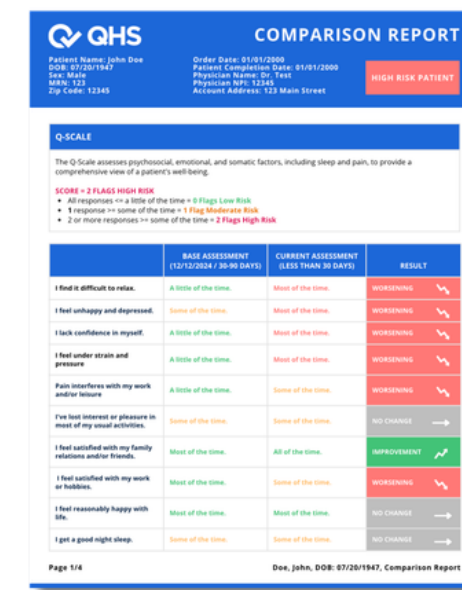 QHS
COMPARISON REPORT
Patient Name: John Doe
DOB: 07/20/1947
Sex: Male
MRN: 123
Zip Code: 12345
Order Date: 01/01/2000
Patient Completion Date: 01/01/2000
Physician Name: Dr. Test
Physician NPI: 12345
Account Address: 123 Main Street
HIGH RISK PATIENT
Q-SCALE
The Q-Scale assesses psychosocial, emotional, and somatic factors, including sleep and pain, to provide a
comprehensive view of a patient's well-being.
SCORE = 2 FLAGS HIGH RISK
• All responses <= a little of the time = 0 Flags Low Risk
• 1 response >= some of the time = 1 Flag Moderate Risk
• 2 or more responses >= some of the time = 2 Flags High Risk
BASE ASSESSMENT
(12/12/2024 / 30-90 DAYS)
CURRENT ASSESSMENT
(LESS THAN 30 DAYS)
RESULT
I find it difficult to relax. A little of the time. Most of the time. WORSENING
I feel unhappy and depressed. Some of the time. Most of the time. WORSENING
I lack confidence in myself. A little of the time. Most of the time. WORSENING
I feel under strain and
pressure A little of the time. Most of the time. WORSENING
Pain interferes with my work
and/or leisure A little of the time. Some of the time. WORSENING
I've lost interest or pleasure in
most of my usual activities. Some of the time. Some of the time. NO CHANGE
I feel satisfied with my family
relations and/or friends. Most of the time. All of the time. IMPROVEMENT
I feel satisfied with my work
or hobbies. Most of the time. Some of the time. WORSENING
I feel reasonably happy with
life. Most of the time. Most of the time. NO CHANGE
I get a good night sleep. Some of the time. Some of the time. NO CHANGE
Page 1/4
Doe, John, DOB: 07/20/1947, Comparison Report